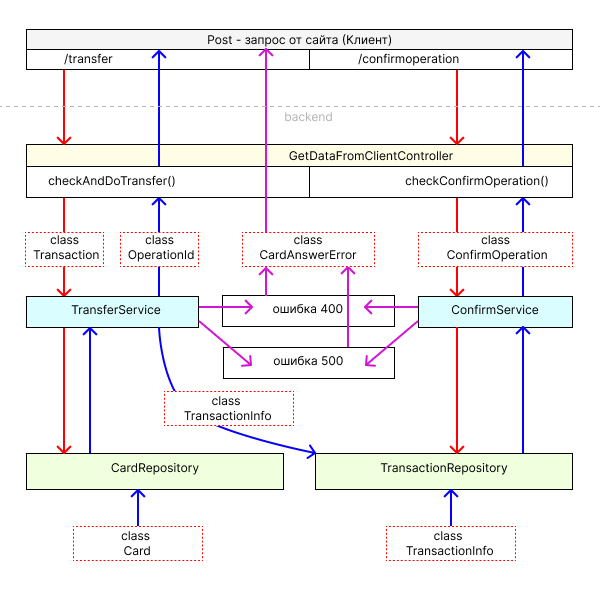 Post - запрос от сайта (Клиент)
/transfer
/confirmoperation
backend
GetDataFromClientController
checkAndDoTransfer()
checkConfirmOperation()
class
Transaction
class
OperationId
class
CardAnswerError
class
ConfirmOperation
TransferService
ошибка 400
ConfirmService
ошибка 500
class
TransactionInfo
CardRepository
TransactionRepository
class
Card
class
TransactionInfo